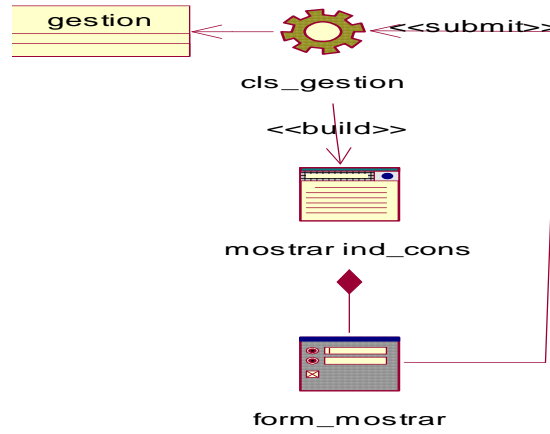 gestion
<<submit>>
cls_gestion
<<build>>
mostrar ind_cons
form_mostrar